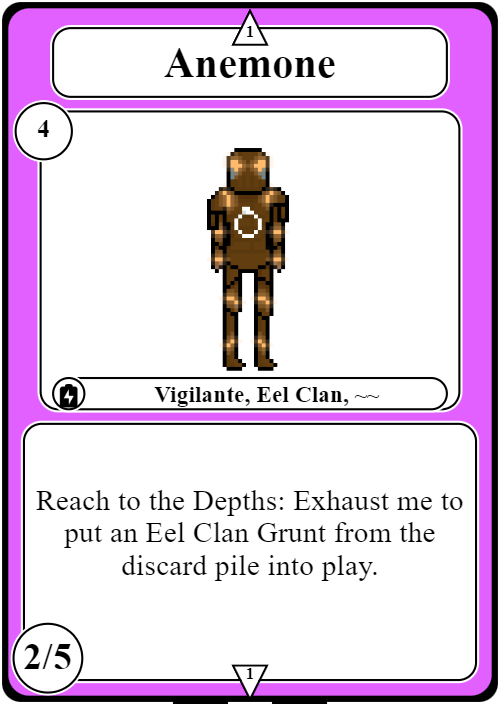 1
Anemone
4
Vigilante, Eel Clan, ~~
Reach to the Depths: Exhaust me to
put an Eel Clan Grunt from the
discard pile into play.
2/5
1